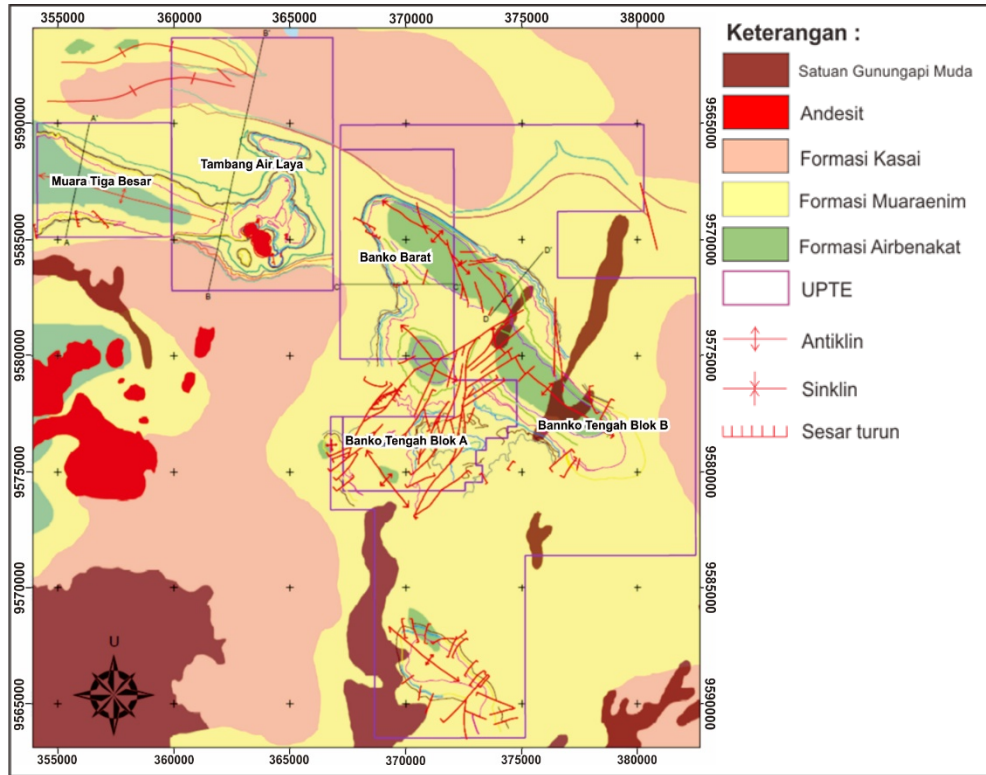 355000 360000 365000 370000 375000 380000
Keterangan :
Satuan Gunungapi Muda
Andesit
Formasi Kasai
Formasi Muaraenim
Formasi Airbenakat
UPTE
Antiklin
Sinklin
Sesar turun
B'
A'
Tambang Air Laya
Muara Tiga Besar
A
B
Banko Barat
D'
C
C'
D
Banko Tengah Blok A
Bannko Tengah Blok B
U
9590000
9585000
9580000
9575000
9570000
9565000
9565000
9570000
9575000
9580000
9585000
9590000
355000 360000 365000 370000 375000 380000